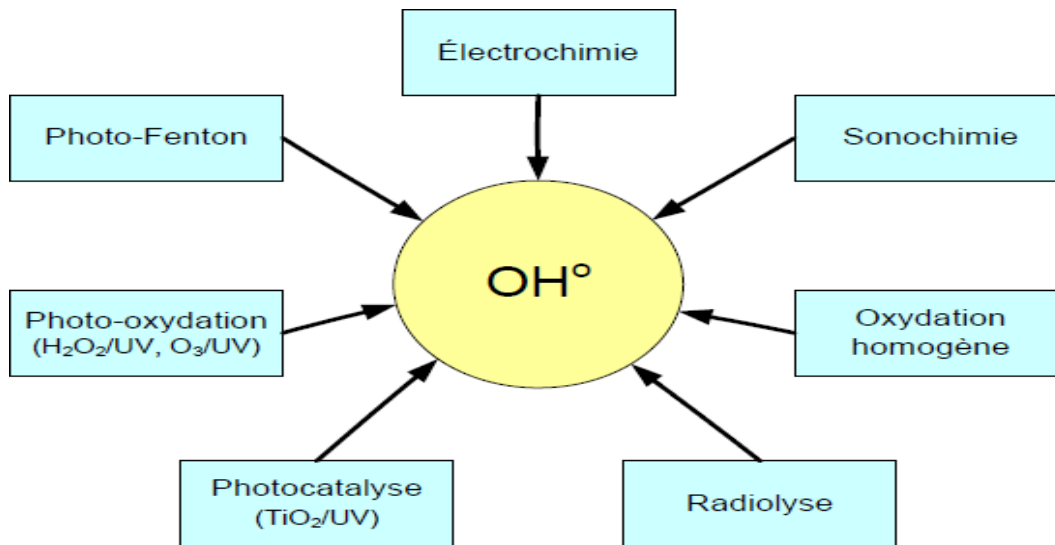 Électrochimie
Photo-Fenton
Sonochimie
OH°
Photo-oxydation
(H₂O₂/UV, O₃/UV)
Oxydation
homogène
Photocatalyse
(TiO₂/UV)
Radiolyse